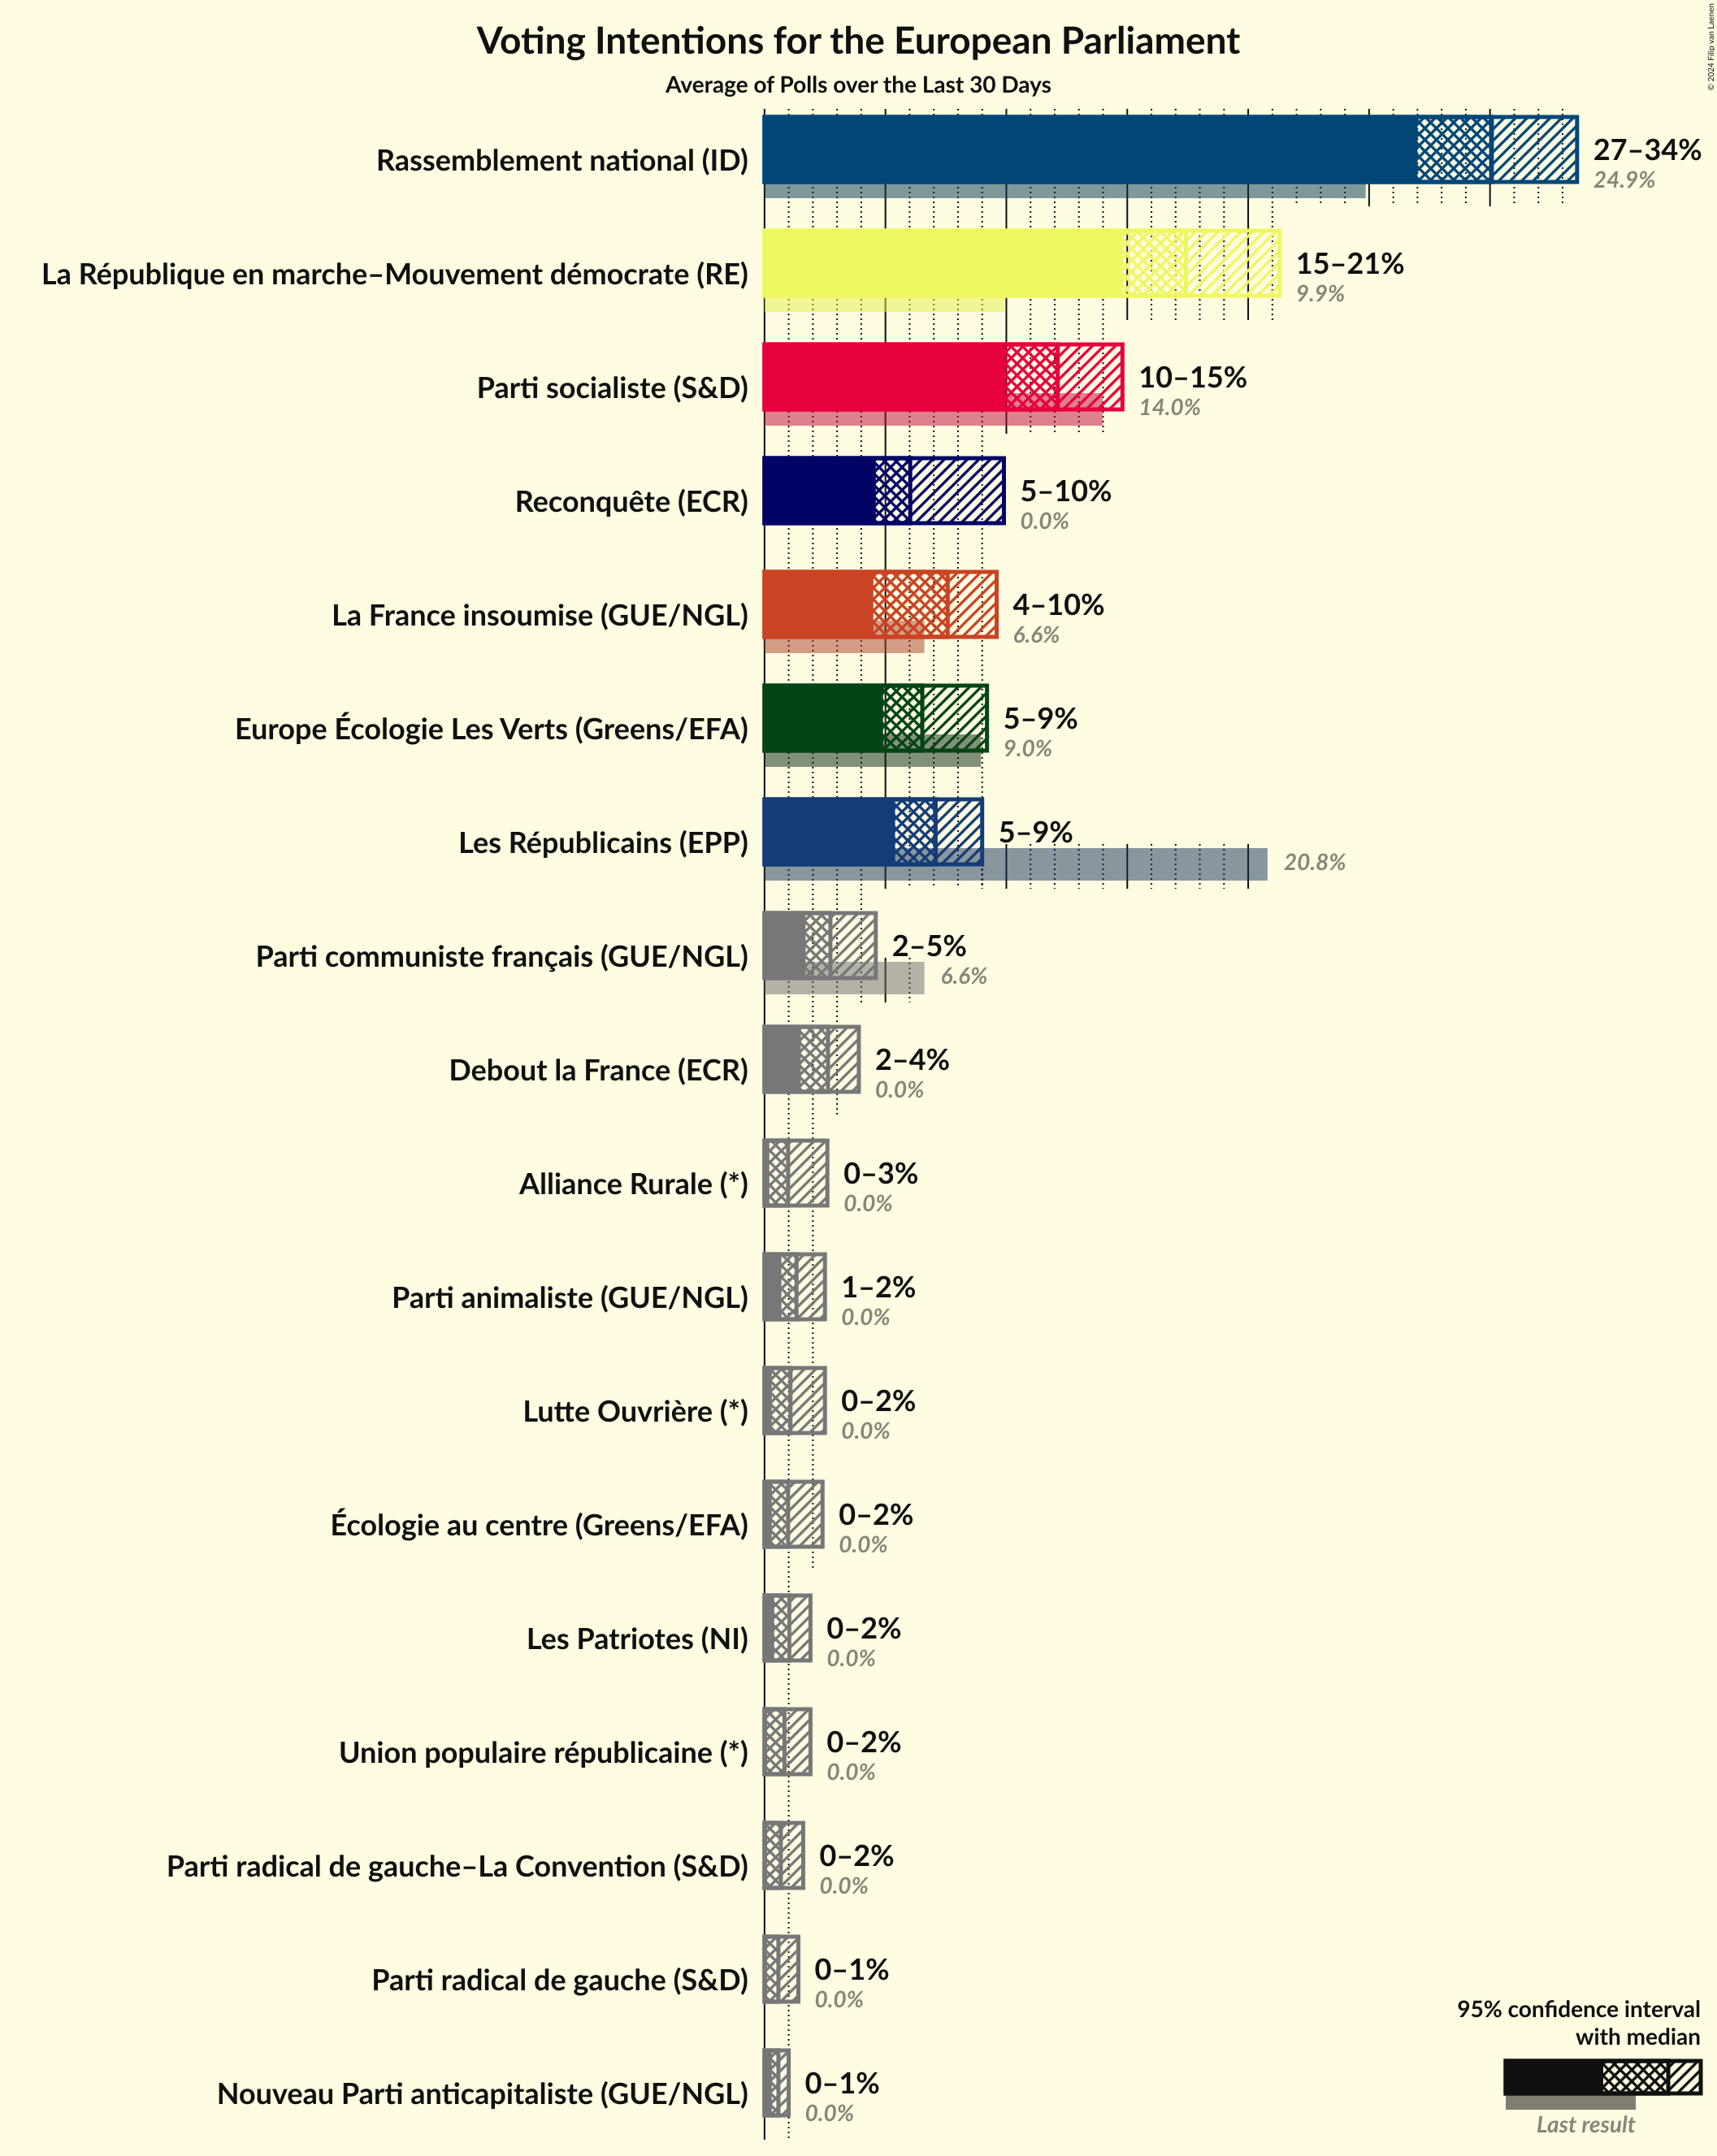 Voting Intentions for the European Parliament
Average of Polls over the Last 30 Days
© 2024 Filip van Laenen
Rassemblement national (ID)
27–34%
24.9%
La République en marche–Mouvement démocrate (RE)
15–21%
9.9%
Parti socialiste (S&D)
10–15%
14.0%
Reconquête (ECR)
5–10%
0.0%
La France insoumise (GUE/NGL)
4–10%
6.6%
Europe Écologie Les Verts (Greens/EFA)
5–9%
9.0%
Les Républicains (EPP)
5–9%
20.8%
Parti communiste français (GUE/NGL)
2–5%
6.6%
Debout la France (ECR)
2–4%
0.0%
Alliance Rurale (*)
0–3%
0.0%
Parti animaliste (GUE/NGL)
1–2%
0.0%
Lutte Ouvrière (*)
0–2%
0.0%
Écologie au centre (Greens/EFA)
0–2%
0.0%
Les Patriotes (NI)
0–2%
0.0%
Union populaire républicaine (*)
0–2%
0.0%
Parti radical de gauche–La Convention (S&D)
0–2%
0.0%
Parti radical de gauche (S&D)
0–1%
0.0%
Nouveau Parti anticapitaliste (GUE/NGL)
0–1%
0.0%
95% confidence interval
with median
Last result